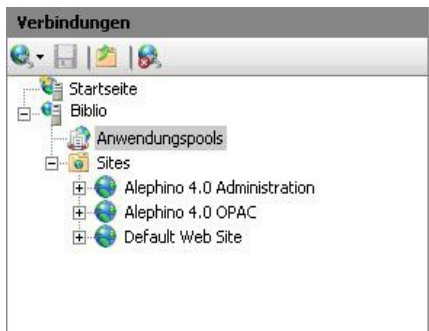 Verbindungen
Startseite
Biblio
Anwendungspools
Sites
Alephino 4.0 Administration
Alephino 4.0 OPAC
Default Web Site